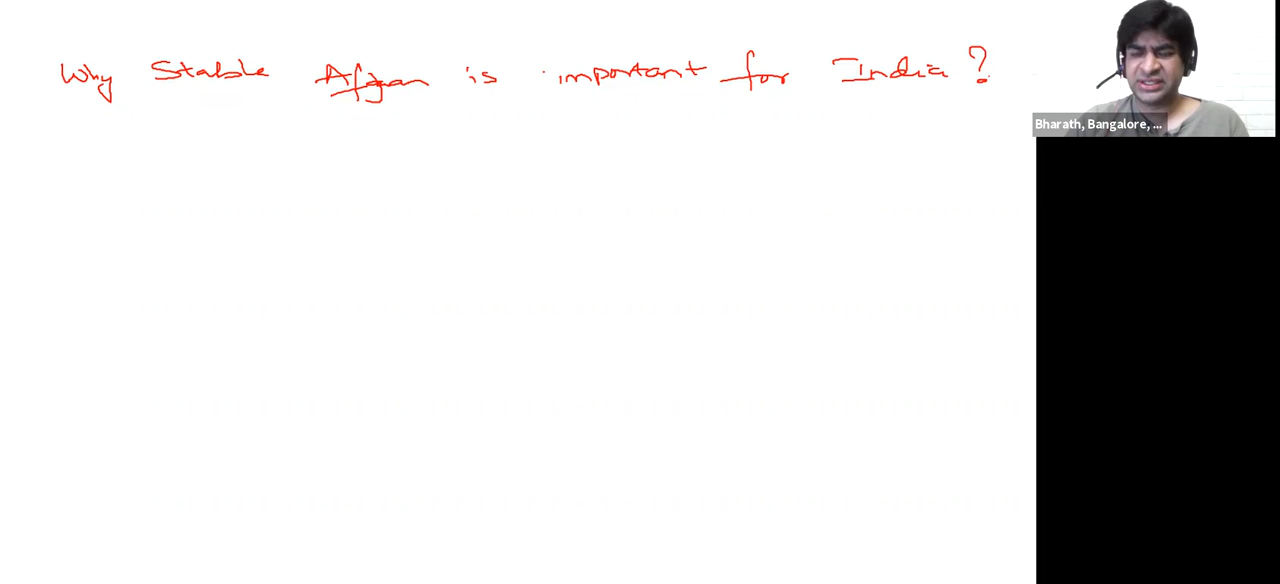 Why Stable Afgan is important for India?
Bharath, Bangalore, ...